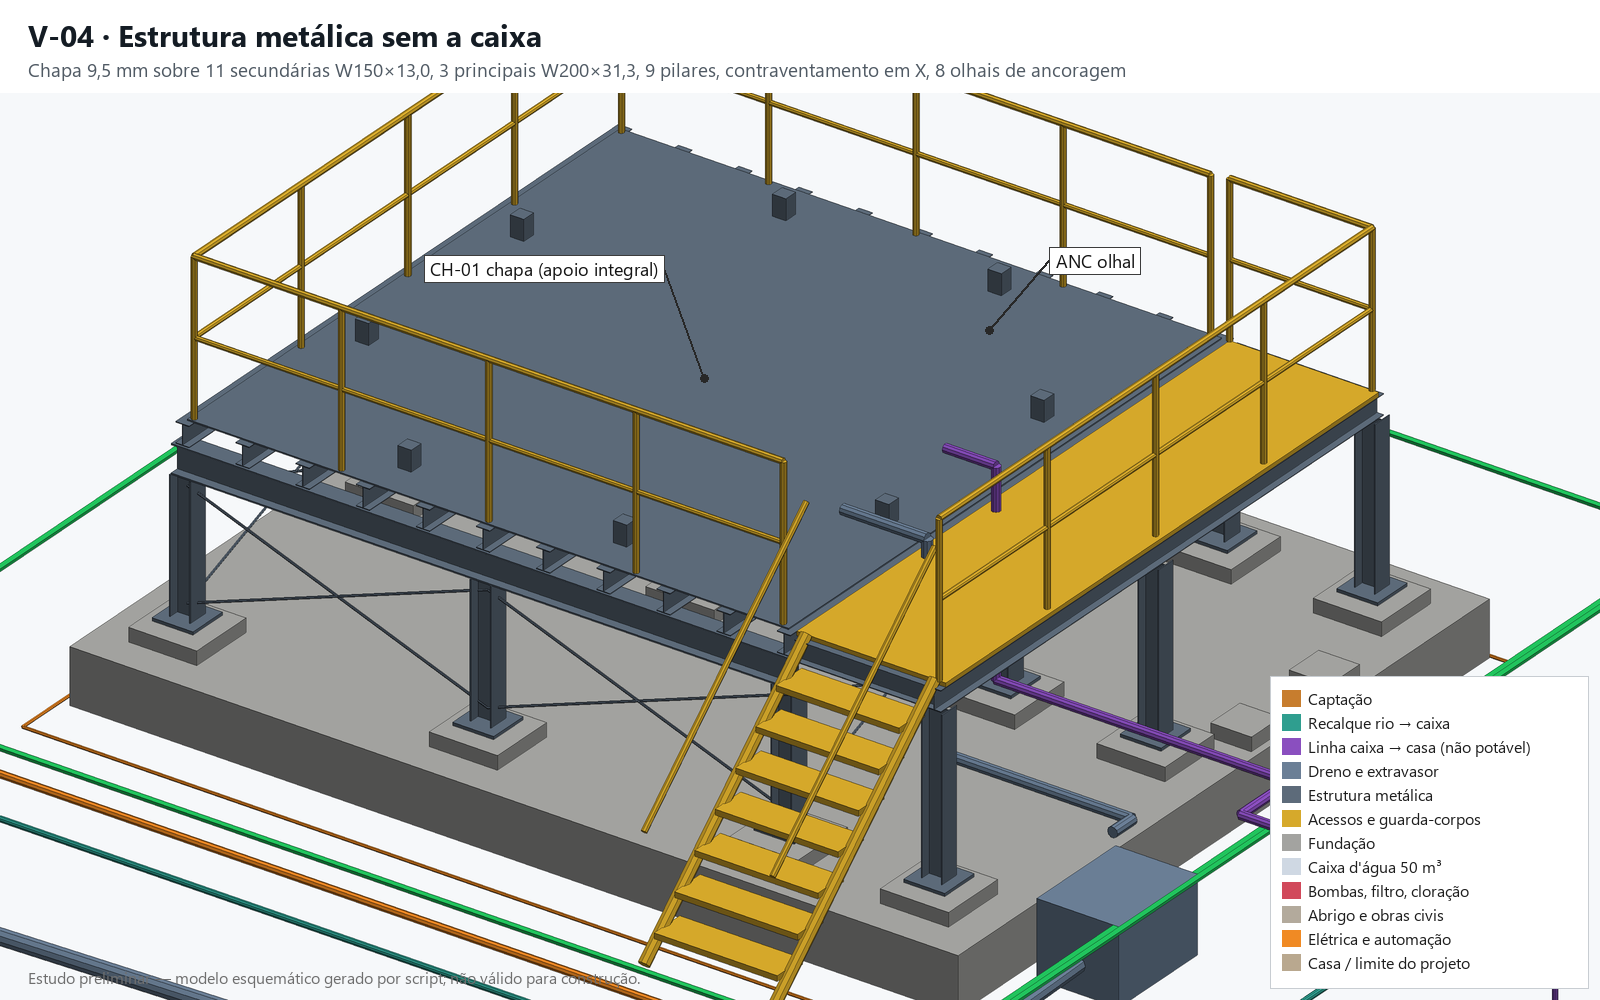 V-04 · Estrutura metálica sem a caixa
Chapa 9,5 mm sobre 11 secundárias W150×13,0, 3 principais W200×31,3, 9 pilares, contraventamento em X, 8 olhais de ancoragem
ANC olhal
CH-01 chapa (apoio integral)
Captação
Recalque rio → caixa
Linha caixa → casa (não potável)
Dreno e extravasor
Estrutura metálica
Acessos e guarda-corpos
Fundação
Caixa d'água 50 m³
Bombas, filtro, cloração
Abrigo e obras civis
Elétrica e automação
Casa / limite do projeto
Estudo preliminar — modelo esquemático gerado por script; não válido para construção.